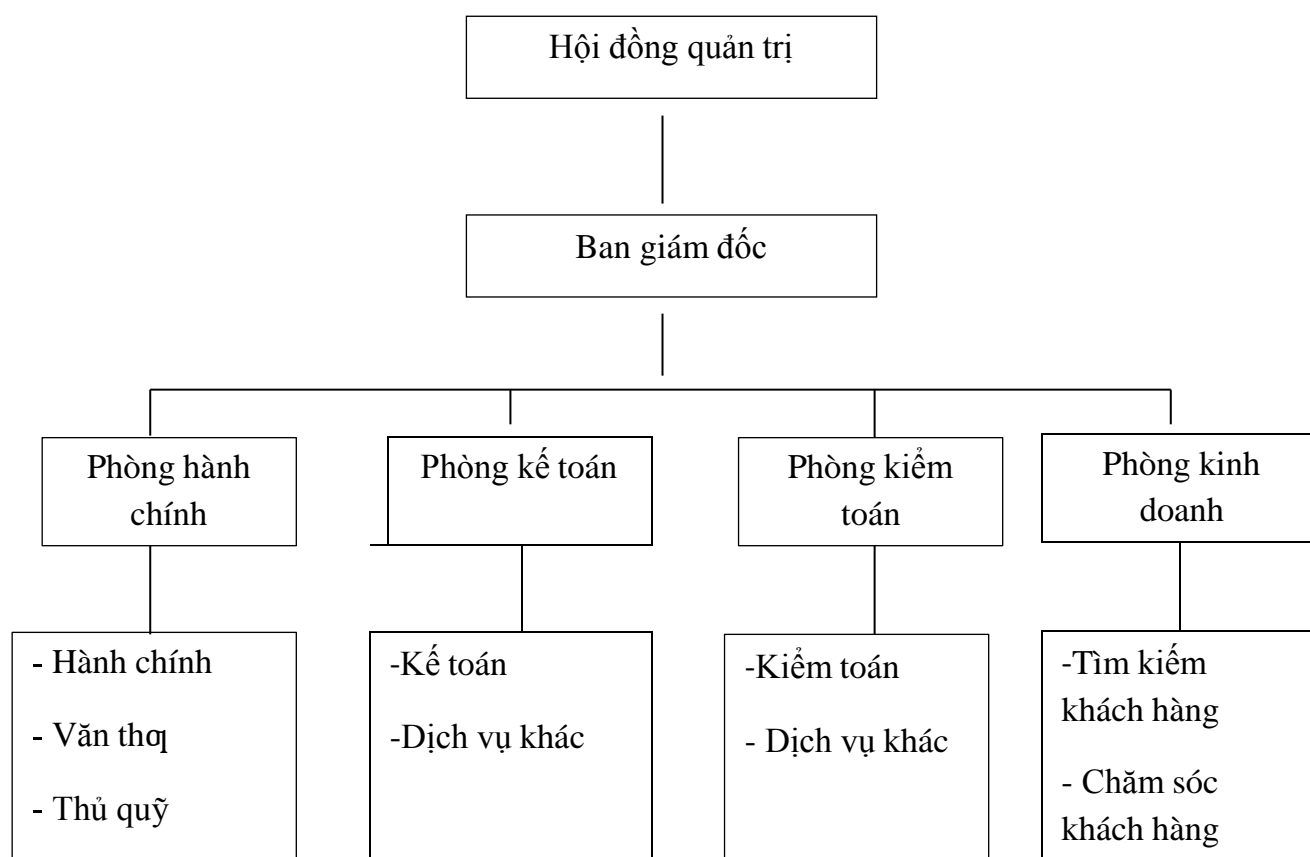 Hội đồng quản trị
Ban giám đốc
Phòng hành
chính
Phòng kế toán
Phòng kiểm
toán
Phòng kinh
doanh
- Hành chính
- Văn thơƣ
- Thủ quỹ
-Kế toán
-Dịch vụ khác
-Kiểm toán
- Dịch vụ khác
-Tìm kiếm
khách hàng
- Chăm sóc
khách hàng